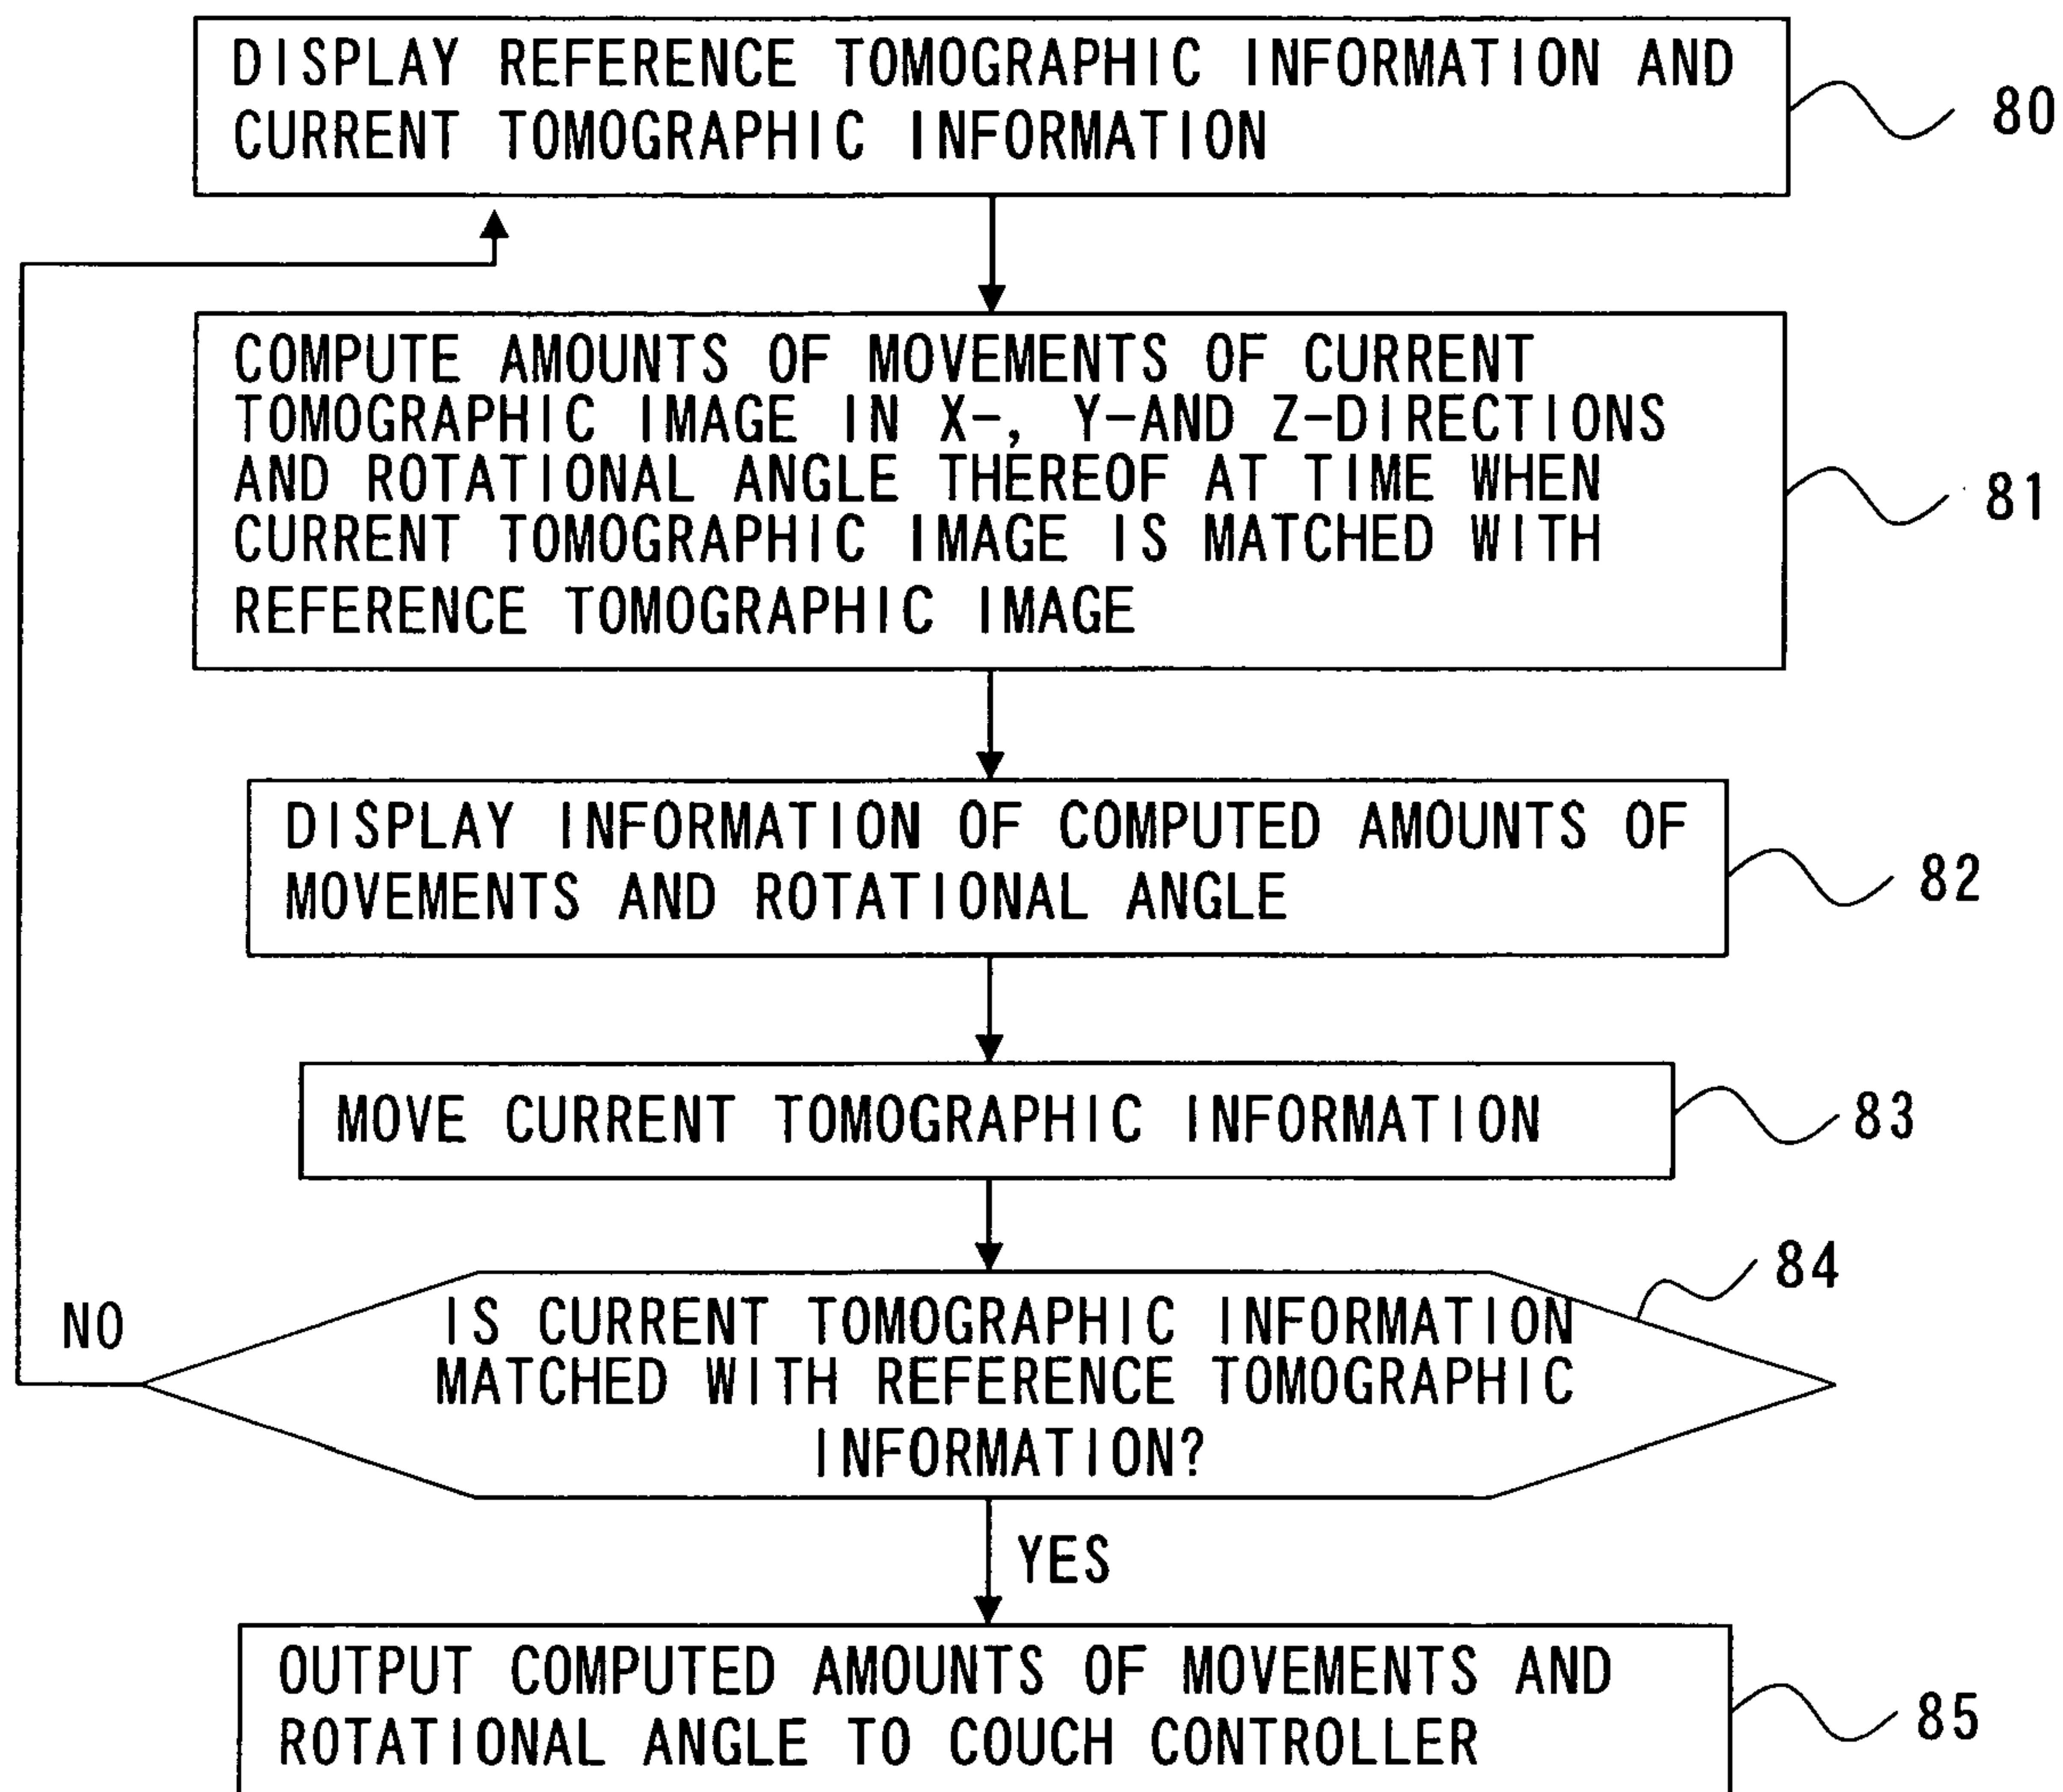 DISPLAY REFERENCE TOMOGRAPHIC INFORMATION AND
CURRENT TOMOGRAPHIC INFORMATION
80
COMPUTE AMOUNTS OF MOVEMENTS OF CURRENT
TOMOGRAPHIC IMAGE IN X-, Y-AND Z-DIRECTIONS
AND ROTATIONAL ANGLE THEREOF AT TIME WHEN
CURRENT TOMOGRAPHIC IMAGE IS MATCHED WITH
REFERENCE TOMOGRAPHIC IMAGE
81
DISPLAY INFORMATION OF COMPUTED AMOUNTS OF
MOVEMENTS AND ROTATIONAL ANGLE
82
MOVE CURRENT TOMOGRAPHIC INFORMATION
83
84
NO
IS CURRENT TOMOGRAPHIC INFORMATION
MATCHED WITH REFERENCE TOMOGRAPHIC
INFORMATION?
YES
OUTPUT COMPUTED AMOUNTS OF MOVEMENTS AND
ROTATIONAL ANGLE TO COUCH CONTROLLER
85